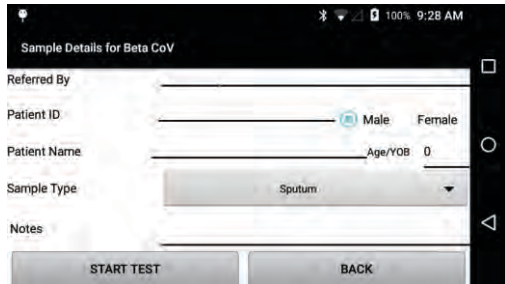 100% 9:28 AM
Sample Details for Beta CoV
Referred By
Patient ID Male Female
Patient Name Age/YOB 0
Sample Type Sputum
Notes
START TEST BACK